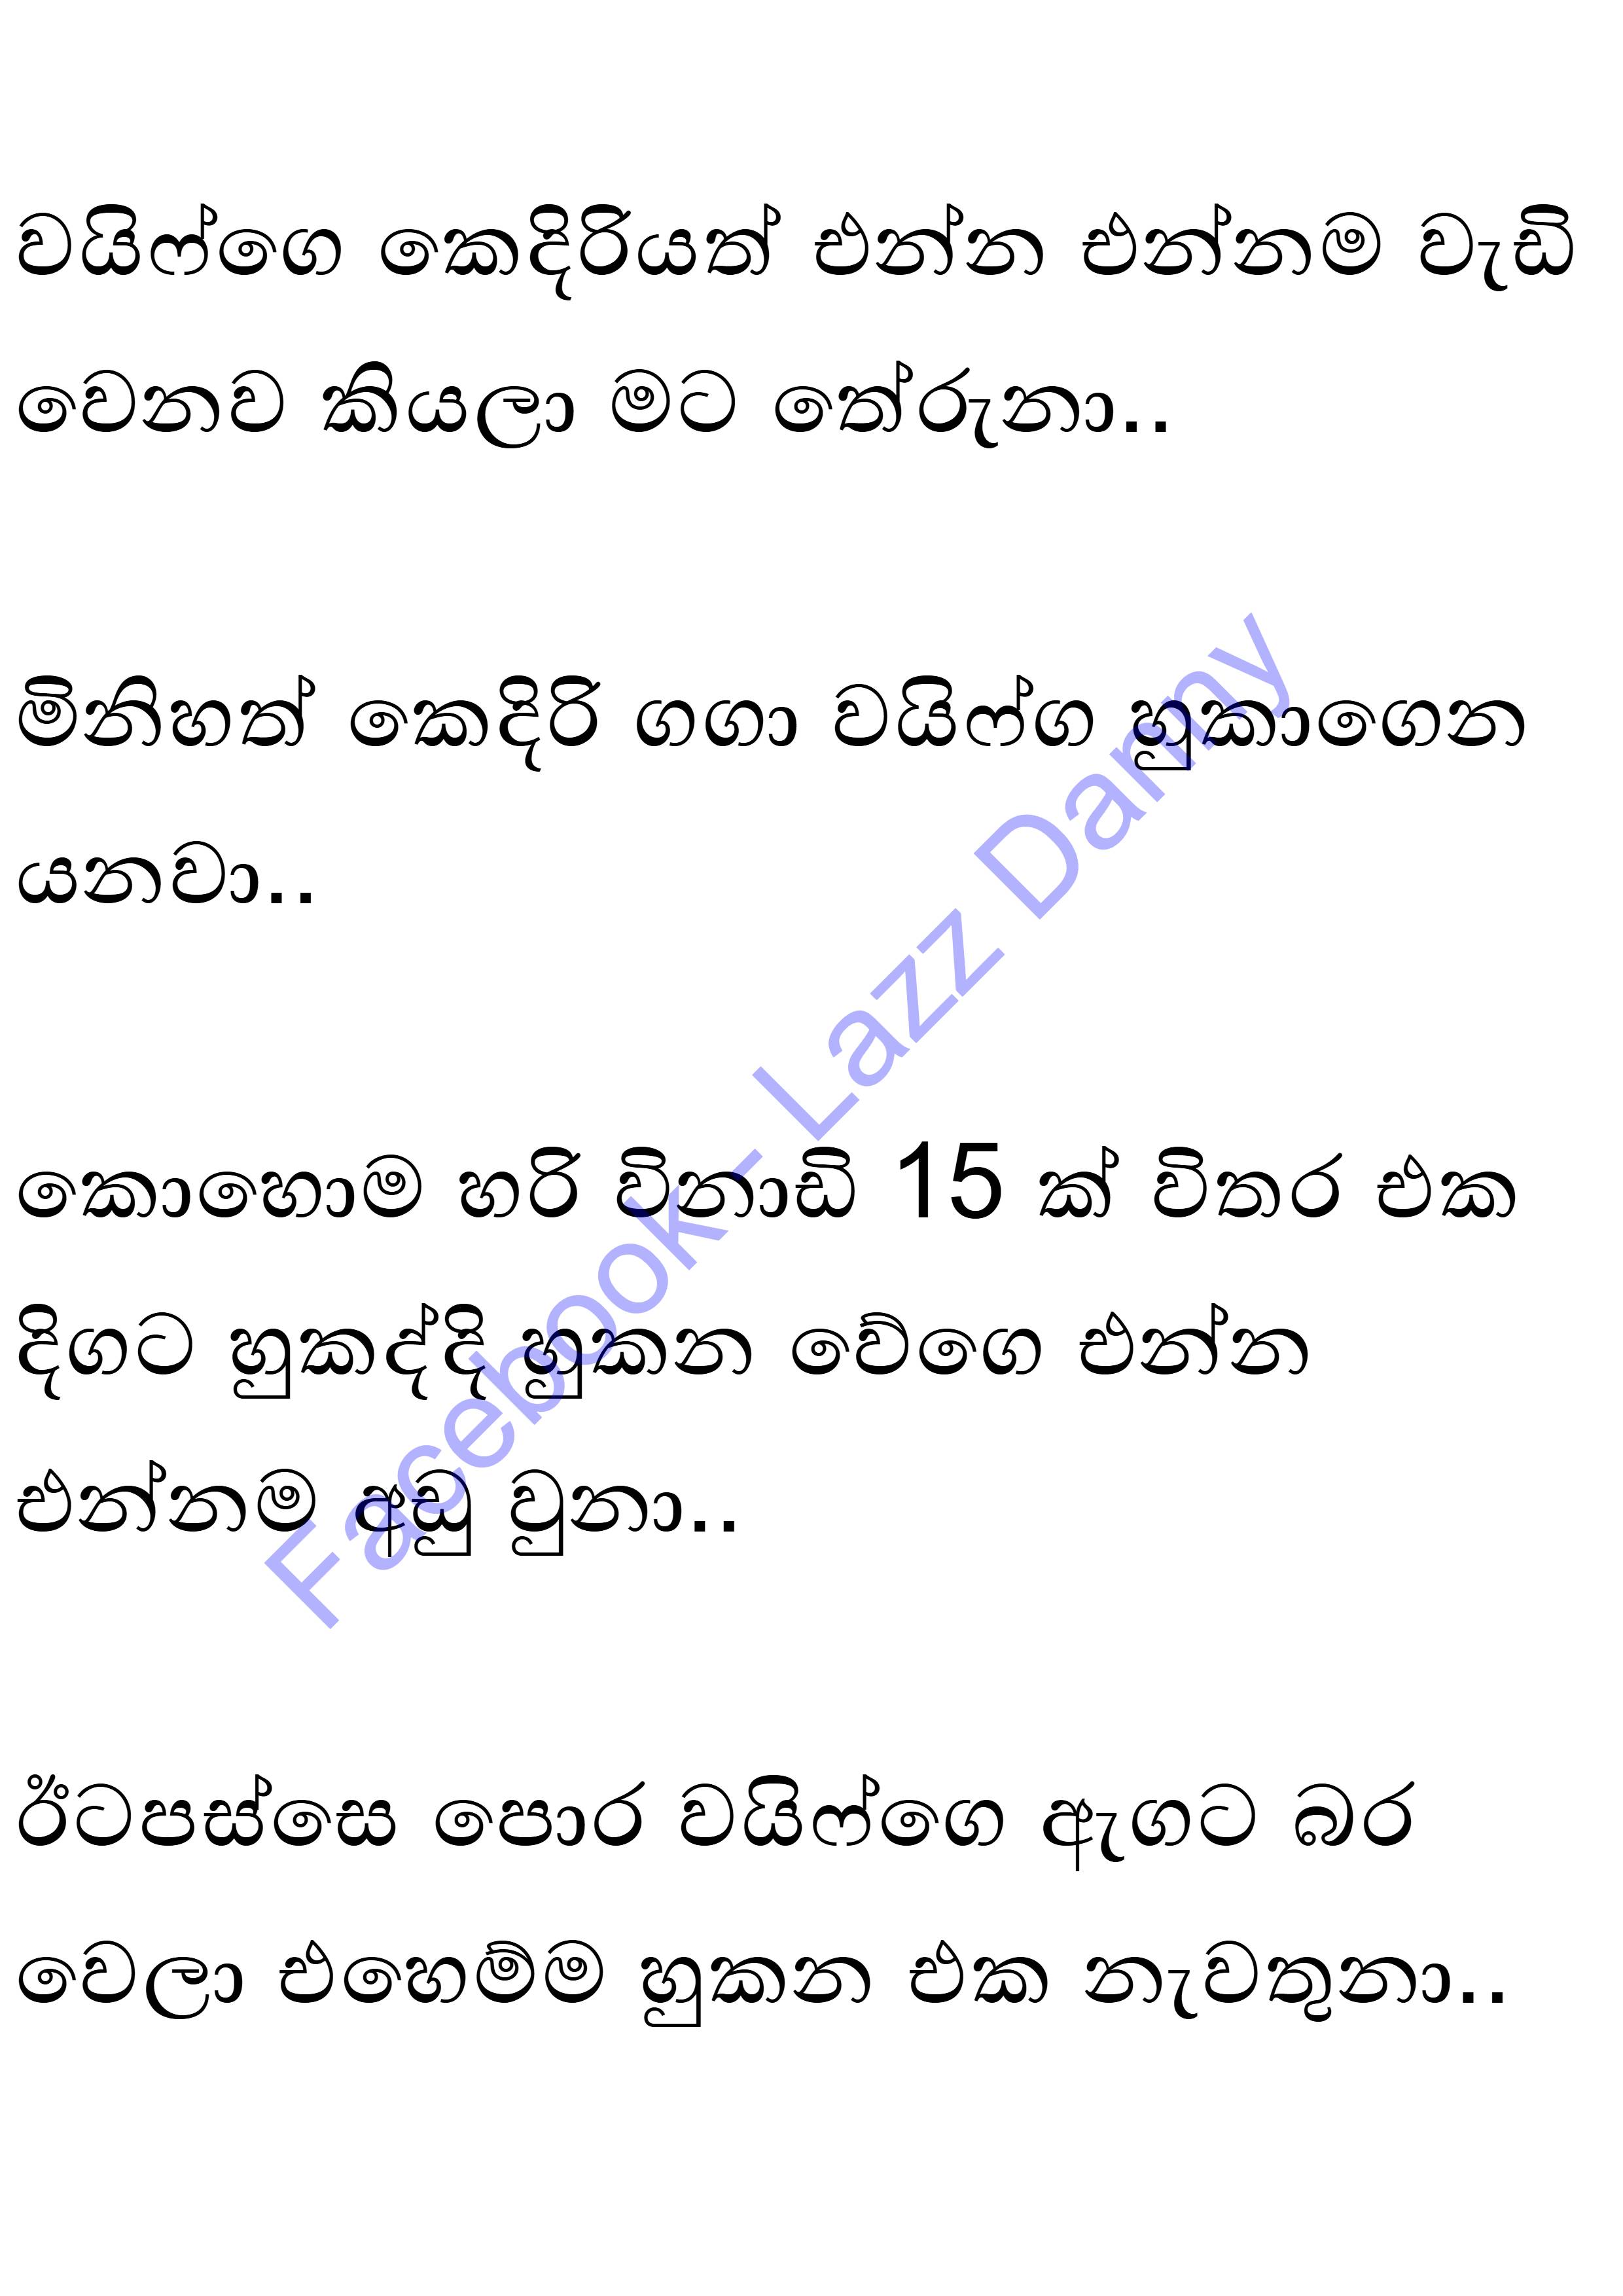 වයිෆ්ගෙ කෙදිරියත් එන්න එන්නම වැඩි
වෙනව කියලා මට තේරුනා..
මිනිහත් කෙදිරි ගගා වයිෆ්ග හුකාගෙන
යනවා..
කොහොම හරි විනාඩි 15 ක් විතර එක
දිගට හුකද්දි හුකන වේගෙ එන්න
එන්නම අඩු වුනා..
ඊටපස්සෙ පොර වයිෆ්ගෙ ඇගට බර
වෙලා එහෙම්ම හුකන එක නැවතුනා..
Facebook- Lazz Danny